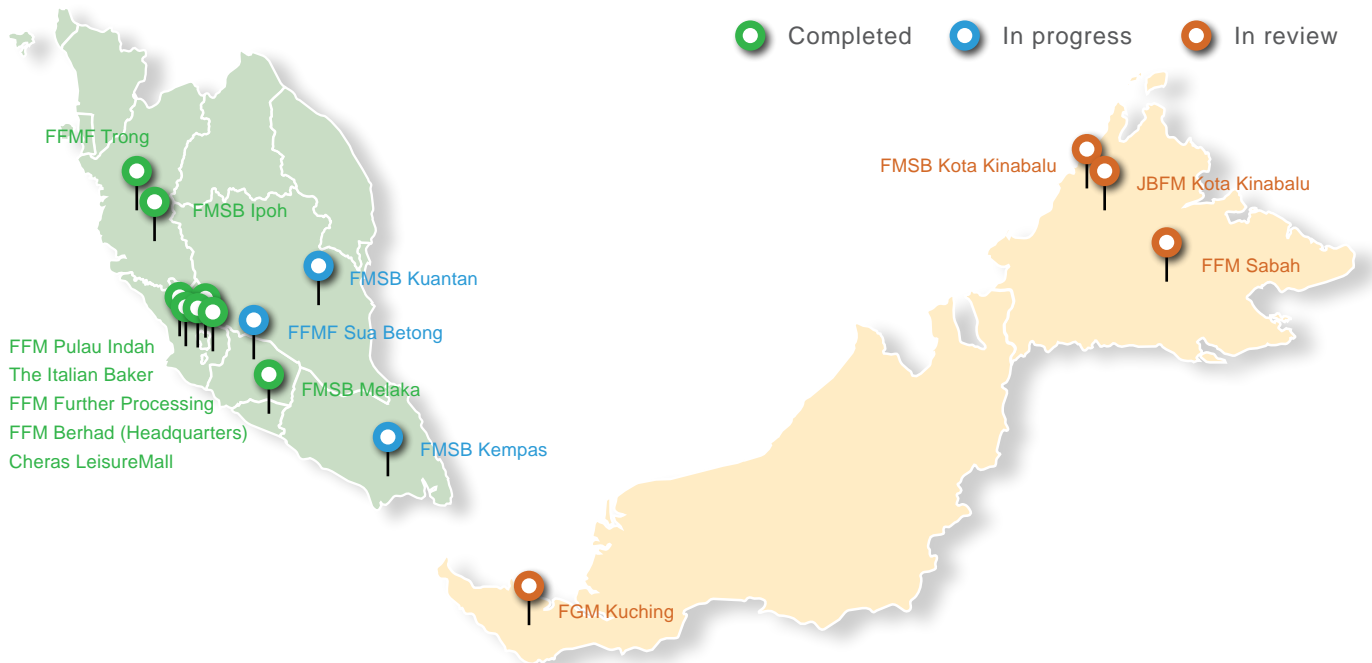 Completed
In progress
In review
FFMF Trong
FMSB Ipoh
FMSB Kuantan
FFMF Sua Betong
FFM Pulau Indah
The Italian Baker
FFM Further Processing
FFM Berhad (Headquarters)
Cheras LeisureMall
FMSB Melaka
FMSB Kempas
FMSB Kota Kinabalu
JBFM Kota Kinabalu
FFM Sabah
FGM Kuching